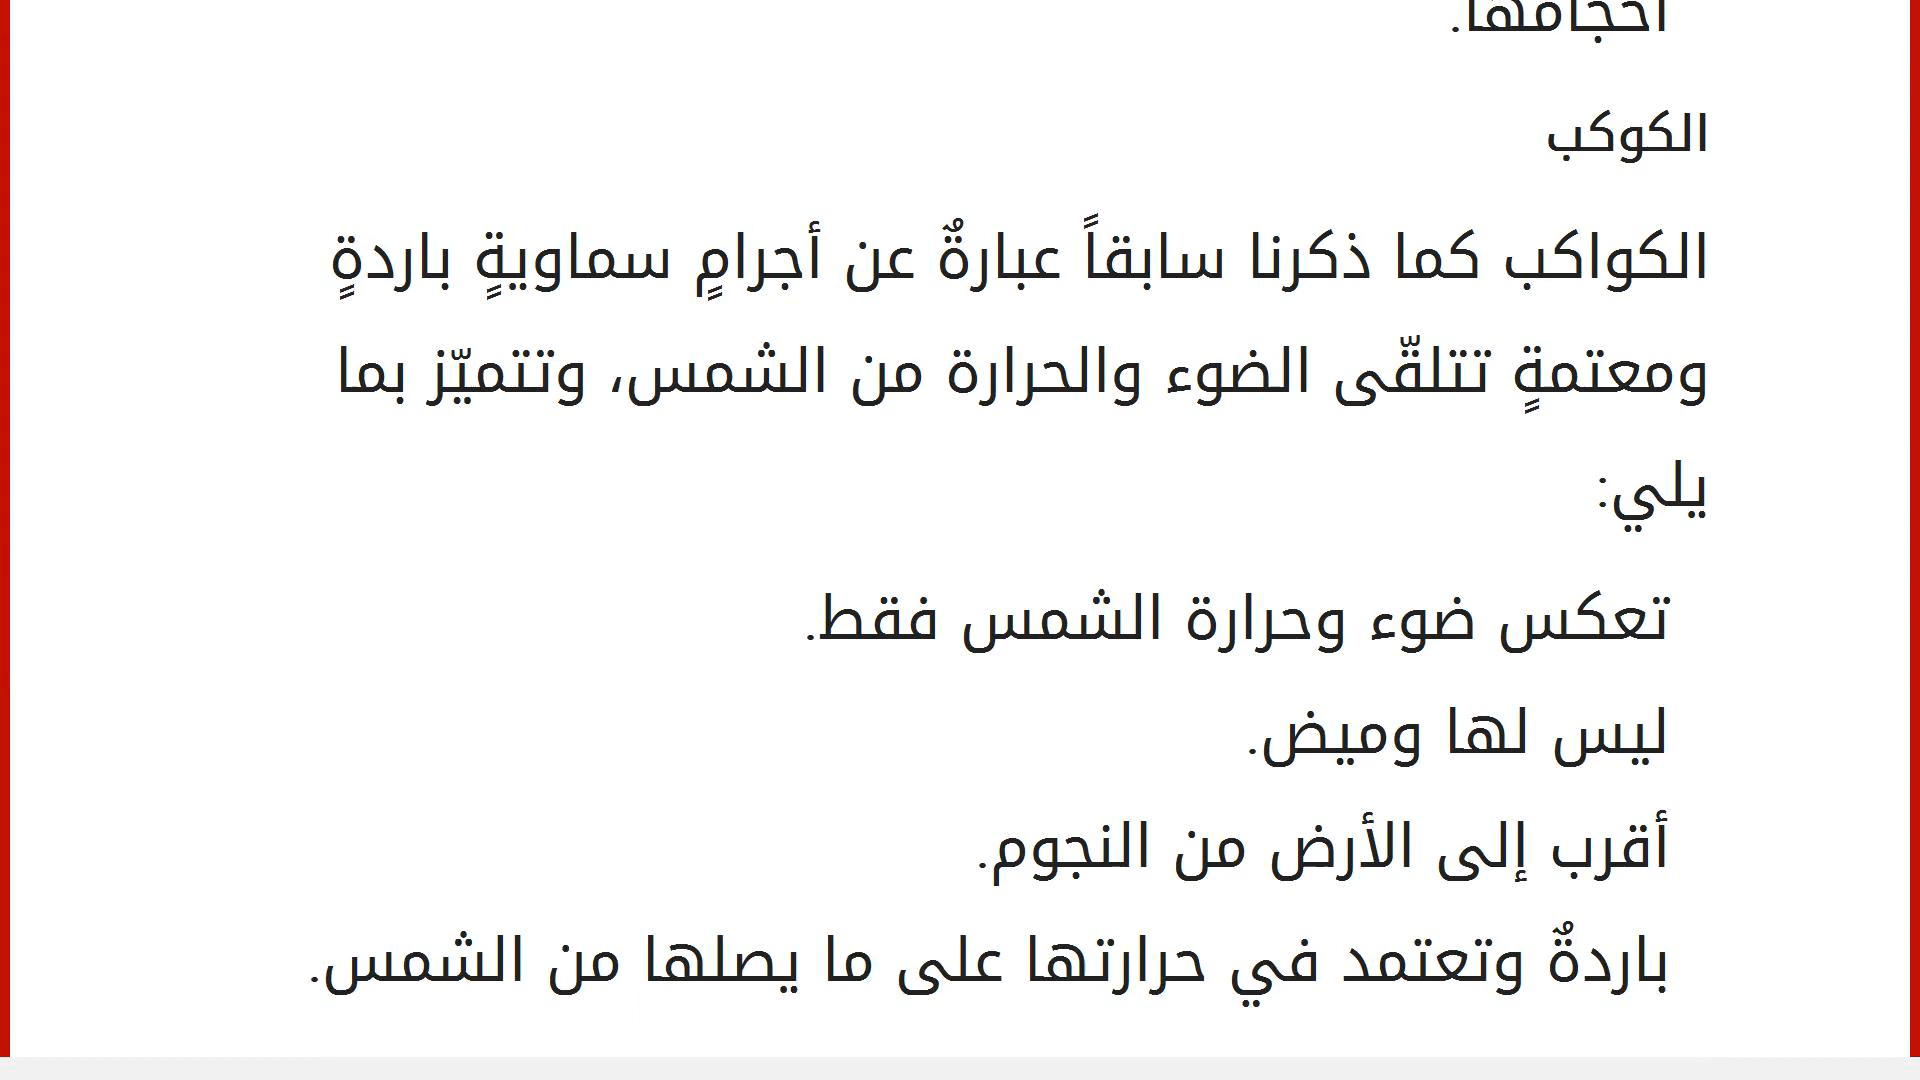 أحجامها.
الكوكب
الكواكب كما ذكرنا سابقاً عبارةٌ عن أجرامٍ سماويةٍ باردةٍ
ومعتمةٍ تتلقّى الضوء والحرارة من الشمس، وتتميّز بما
يلي:
تعكس ضوء وحرارة الشمس فقط.
ليس لها وميض.
أقرب إلى الأرض من النجوم.
باردةٌ وتعتمد في حرارتها على ما يصلها من الشمس.